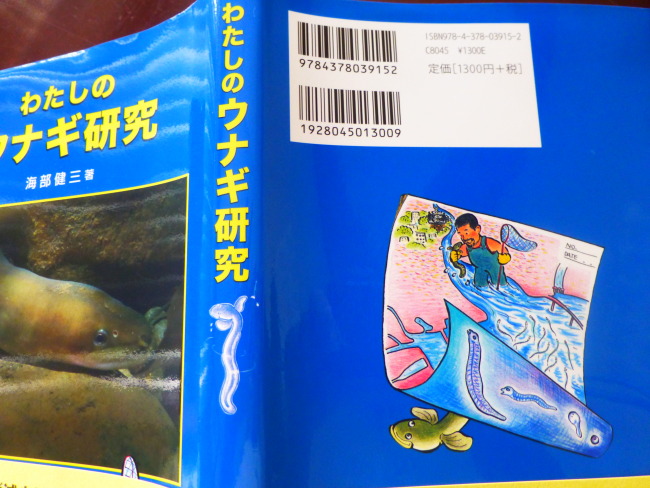 わたしの
ウナギ研究
海部健三 著
わたしのウナギ研究
ISBN978-4-378-03915-2
C8045 ¥1300E
定価[1300円+税]
9784378039152
1928045013009
NO.
DATE